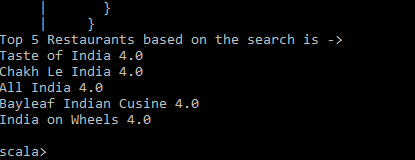 |       }
|     }
Top 5 Restaurants based on the search is ->
Taste of India 4.0
Chakh Le India 4.0
All India 4.0
Bayleaf Indian Cusine 4.0
India on Wheels 4.0
scala>